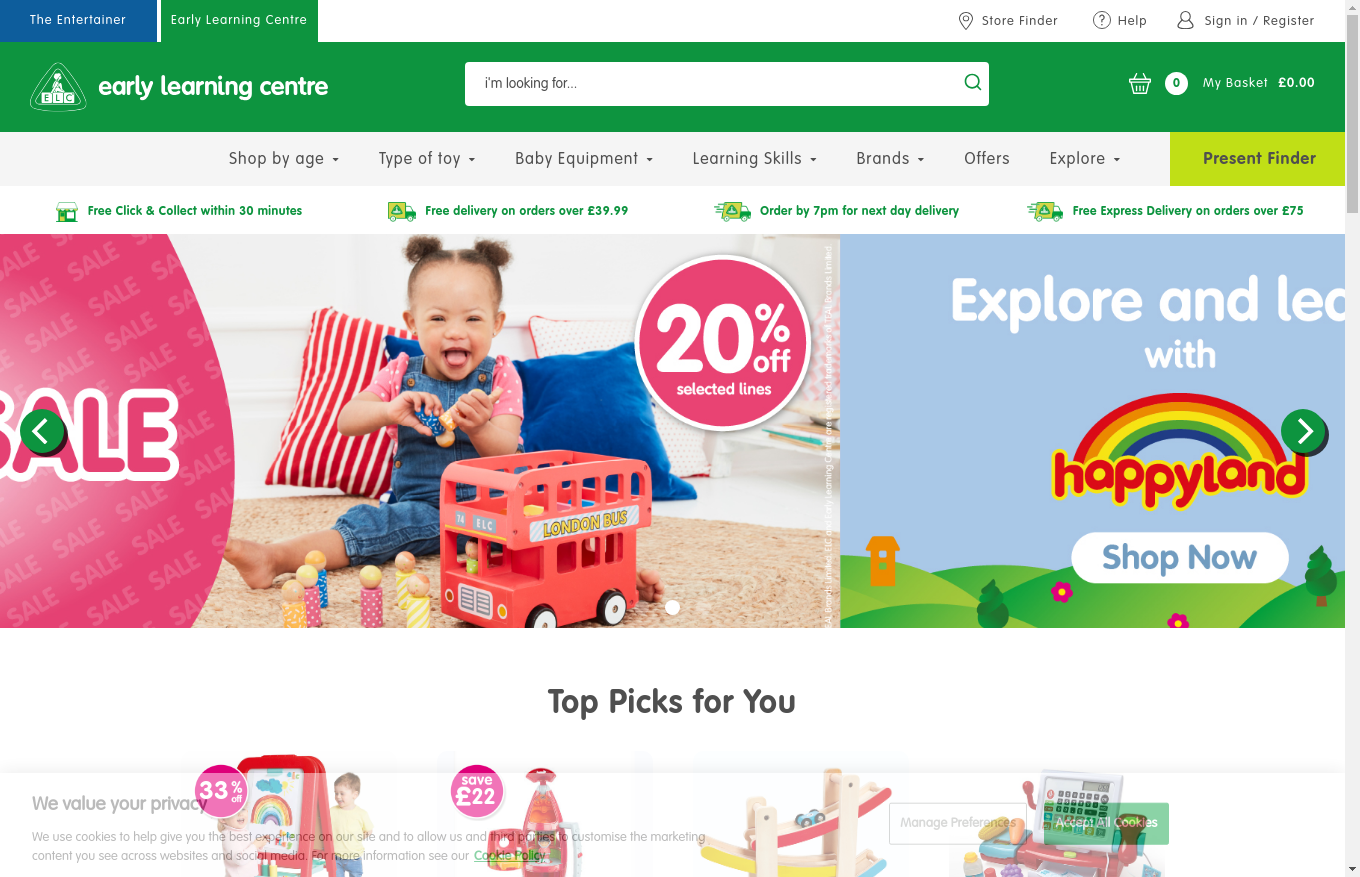 The Entertainer
Early Learning Centre
Store Finder
Help
Sign in / Register
ELC
early learning centre
i'm looking for...
0
My Basket £0.00
Shop by age
Type of toy
Baby Equipment
Learning Skills
Brands
Offers
Explore
Present Finder
Free Click & Collect within 30 minutes
Free delivery on orders over £39.99
Order by 7pm for next day delivery
Free Express Delivery on orders over £75
SALE
20%
off
selected lines
74 ELC
LONDON BUS
Explore and lea
with
happyland
Shop Now
Top Picks for You
33%
off
save
£22
We value your privacy
We use cookies to help give you the best experience on our site and to allow us and third parties to customise the marketing
content you see across websites and social media. For more information see our Cookie Policy
Manage Preferences
Accept All Cookies